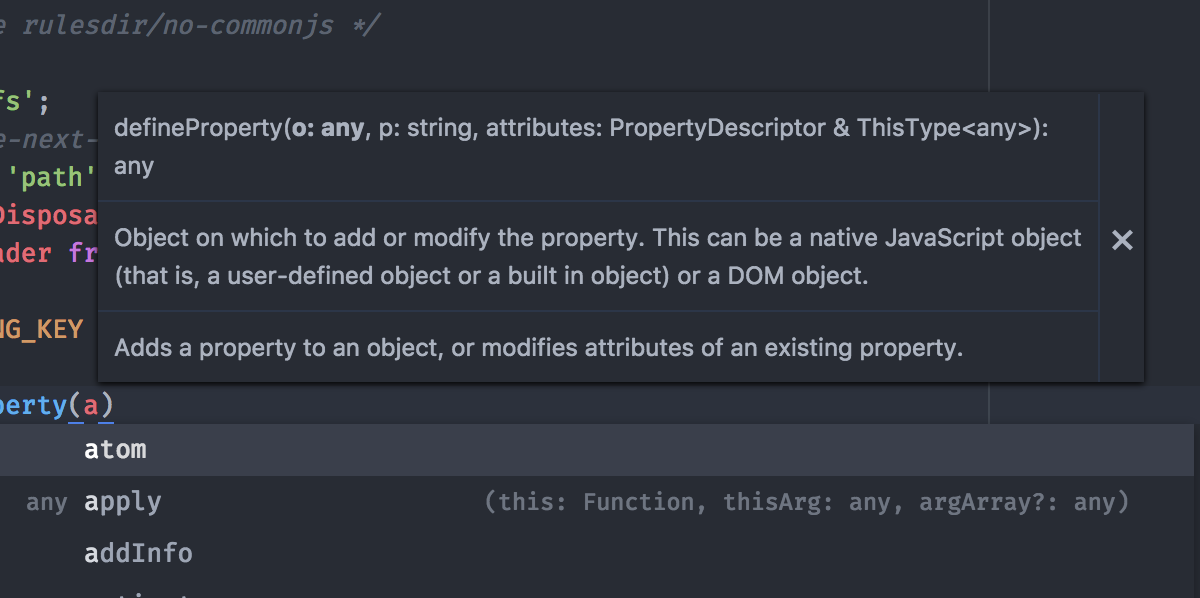 e rulesdir/no-commonjs */
fs';
e-next-
'path'
Disposa
ader fr
NG_KEY
defineProperty(o: any, p: string, attributes: PropertyDescriptor & ThisType<any>):
any
Object on which to add or modify the property. This can be a native JavaScript object
(that is, a user-defined object or a built in object) or a DOM object.
Adds a property to an object, or modifies attributes of an existing property.
perty(a)
atom
any apply (this: Function, thisArg: any, argArray?: any)
addInfo